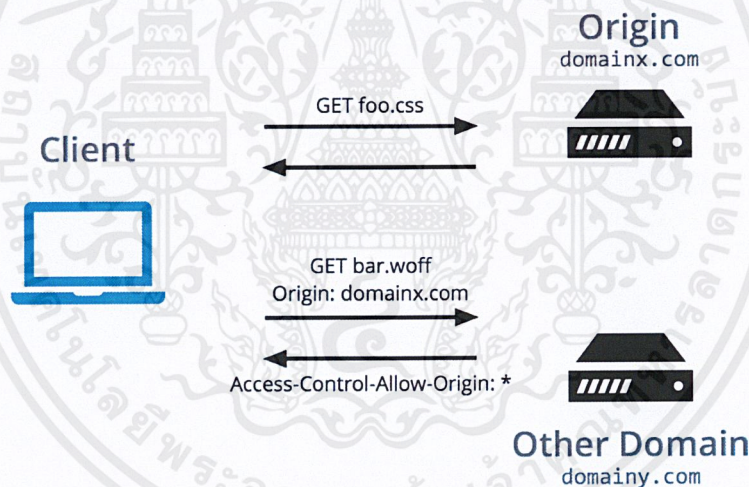 Origin
domainx.com
GET foo.css
Client
GET bar.woff
Origin: domainx.com
Access-Control-Allow-Origin: *
Other Domain
domainy.com